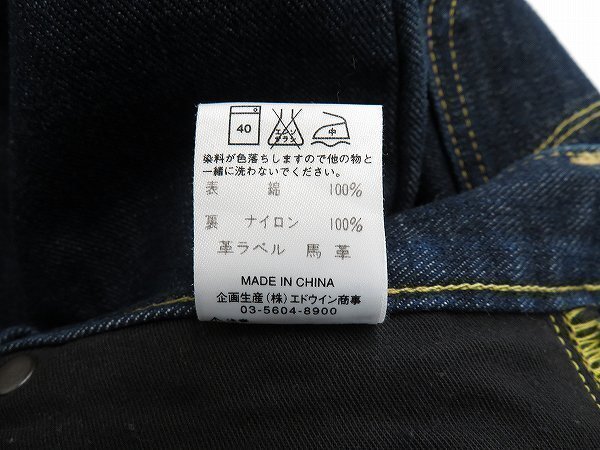 40
エンソ
サラシ
中
染料が色落ちしますので他の物と
一緒に洗わないでください。
表 綿 100%
裏 ナイロン 100%
革ラベル 馬革
MADE IN CHINA
企画生産(株)エドウイン商事
03-5604-8900